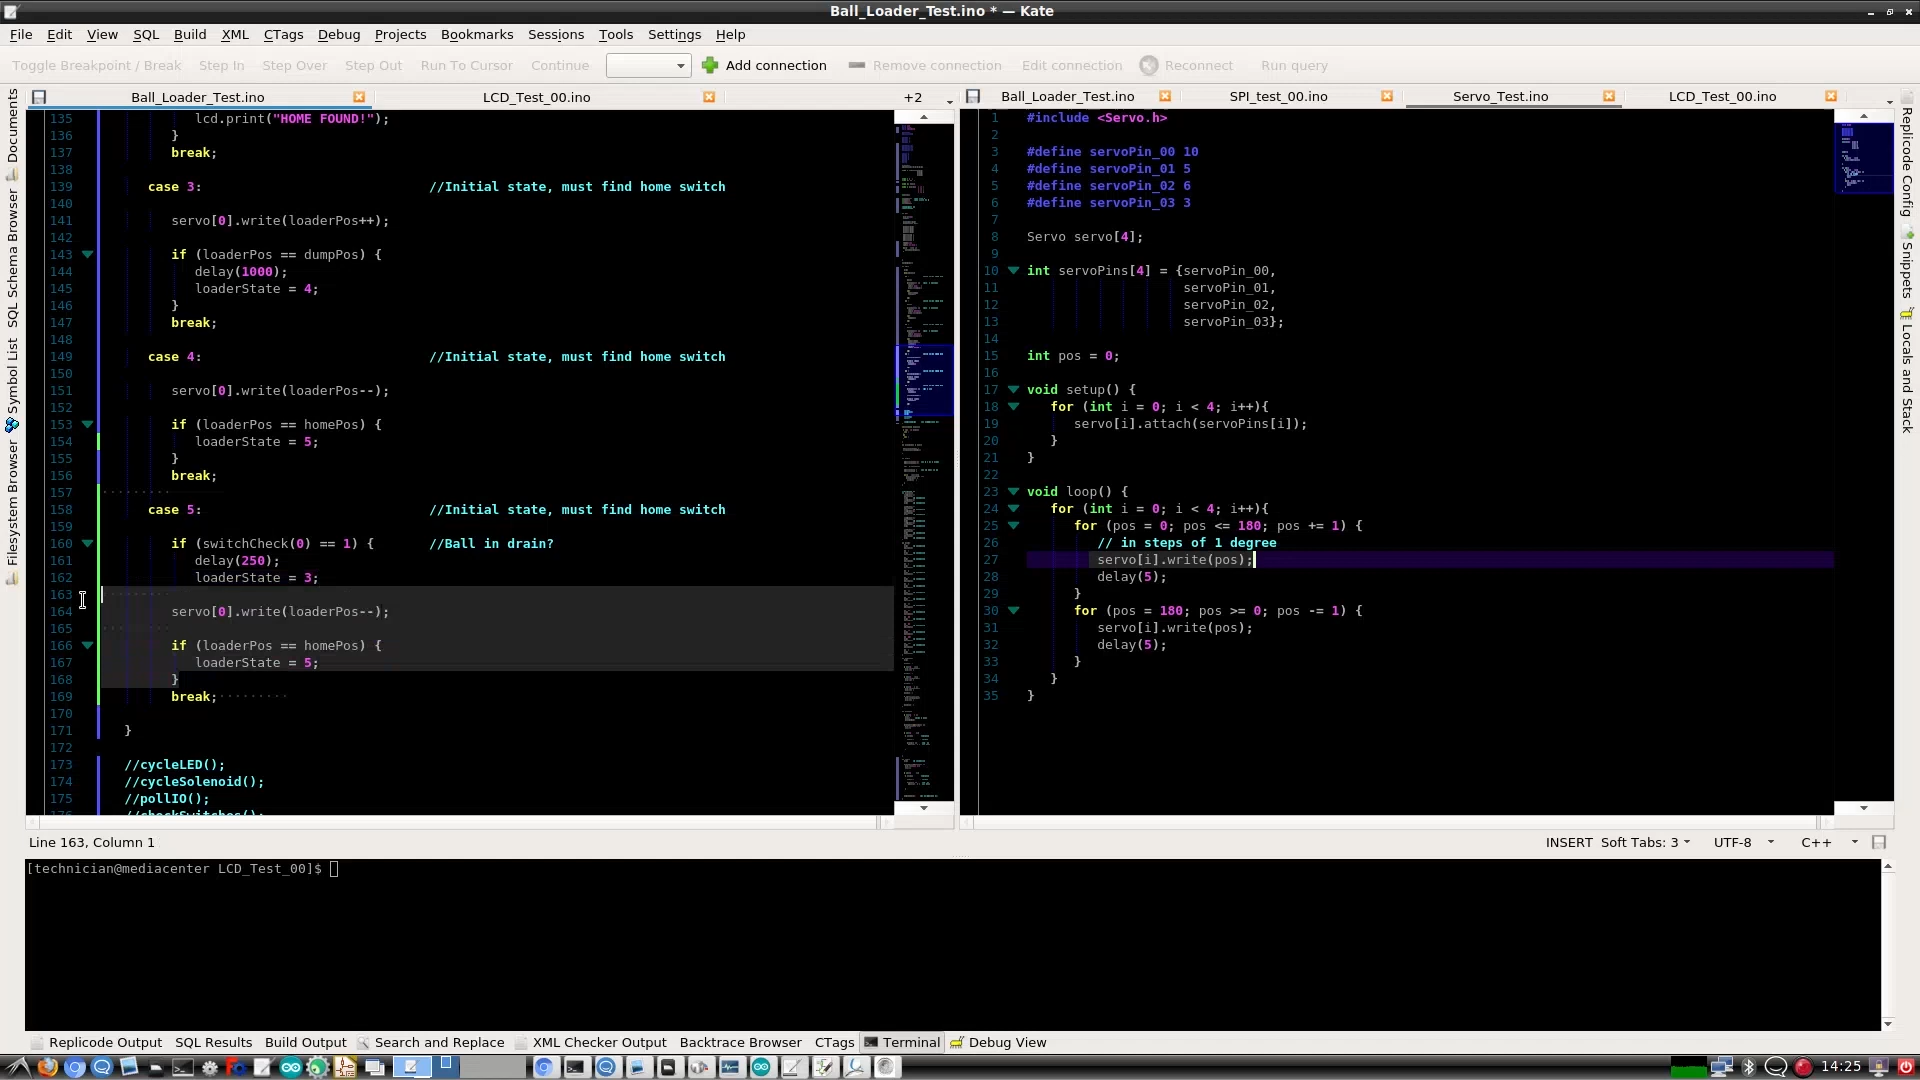 Ball_Loader_Test.ino * — Kate
File Edit View SQL Build XML CTags Debug Projects Bookmarks Sessions Tools Settings Help
Toggle Breakpoint / Break Step In Step Over Step Out Run To Cursor Continue Add connection Remove connection Edit connection Reconnect Run query
Ball_Loader_Test.ino LCD_Test_00.ino +2
Documents
SQL Schema Browser
Symbol List
Filesystem Browser
135 lcd.print("HOME FOUND!");
136 }
137 break;
138
139 case 3: //Initial state, must find home switch
140
141 servo[0].write(loaderPos++);
142
143 if (loaderPos == dumpPos) {
144 delay(1000);
145 loaderState = 4;
146 }
147 break;
148
149 case 4: //Initial state, must find home switch
150
151 servo[0].write(loaderPos--);
152
153 if (loaderPos == homePos) {
154 loaderState = 5;
155 }
156 break;
157
158 case 5: //Initial state, must find home switch
159
160 if (switchCheck(0) == 1) { //Ball in drain?
161 delay(250);
162 loaderState = 3;
163
164 servo[0].write(loaderPos--);
165
166 if (loaderPos == homePos) {
167 loaderState = 5;
168 }
169 break;
170
171 }
172
173 //cycleLED();
174 //cycleSolenoid();
175 //pollIO();
Ball_Loader_Test.ino SPI_test_00.ino Servo_Test.ino LCD_Test_00.ino
1 #include <Servo.h>
2
3 #define servoPin_00 10
4 #define servoPin_01 5
5 #define servoPin_02 6
6 #define servoPin_03 3
7
8 Servo servo[4];
9
10 int servoPins[4] = {servoPin_00,
11 servoPin_01,
12 servoPin_02,
13 servoPin_03};
14
15 int pos = 0;
16
17 void setup() {
18 for (int i = 0; i < 4; i++){
19 servo[i].attach(servoPins[i]);
20 }
21 }
22
23 void loop() {
24 for (int i = 0; i < 4; i++){
25 for (pos = 0; pos <= 180; pos += 1) {
26 // in steps of 1 degree
27 servo[i].write(pos);
28 delay(5);
29 }
30 for (pos = 180; pos >= 0; pos -= 1) {
31 servo[i].write(pos);
32 delay(5);
33 }
34 }
35 }
Replicode Config
Snippets
Locals and Stack
Line 163, Column 1 INSERT Soft Tabs: 3 UTF-8 C++
[technician@mediacenter LCD_Test_00]$
Replicode Output SQL Results Build Output Search and Replace XML Checker Output Backtrace Browser CTags Terminal Debug View
14:25